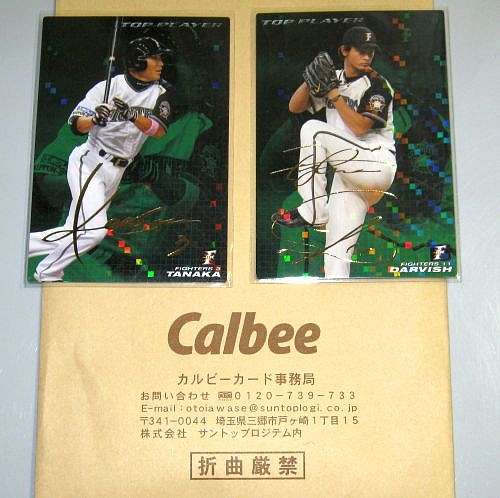 TOP PLAYER
FIGHTERS 3
TANAKA
TOP PLAYER
FIGHTERS 11
DARVISH
Calbee
カルビーカード事務局
お問い合わせ 0120-739-733
E-mail:otoiawase@suntoplogi.co.jp
〒341-0044 埼玉県三郷市戸ヶ崎1丁目15
株式会社 サントップロジテム内
折曲厳禁